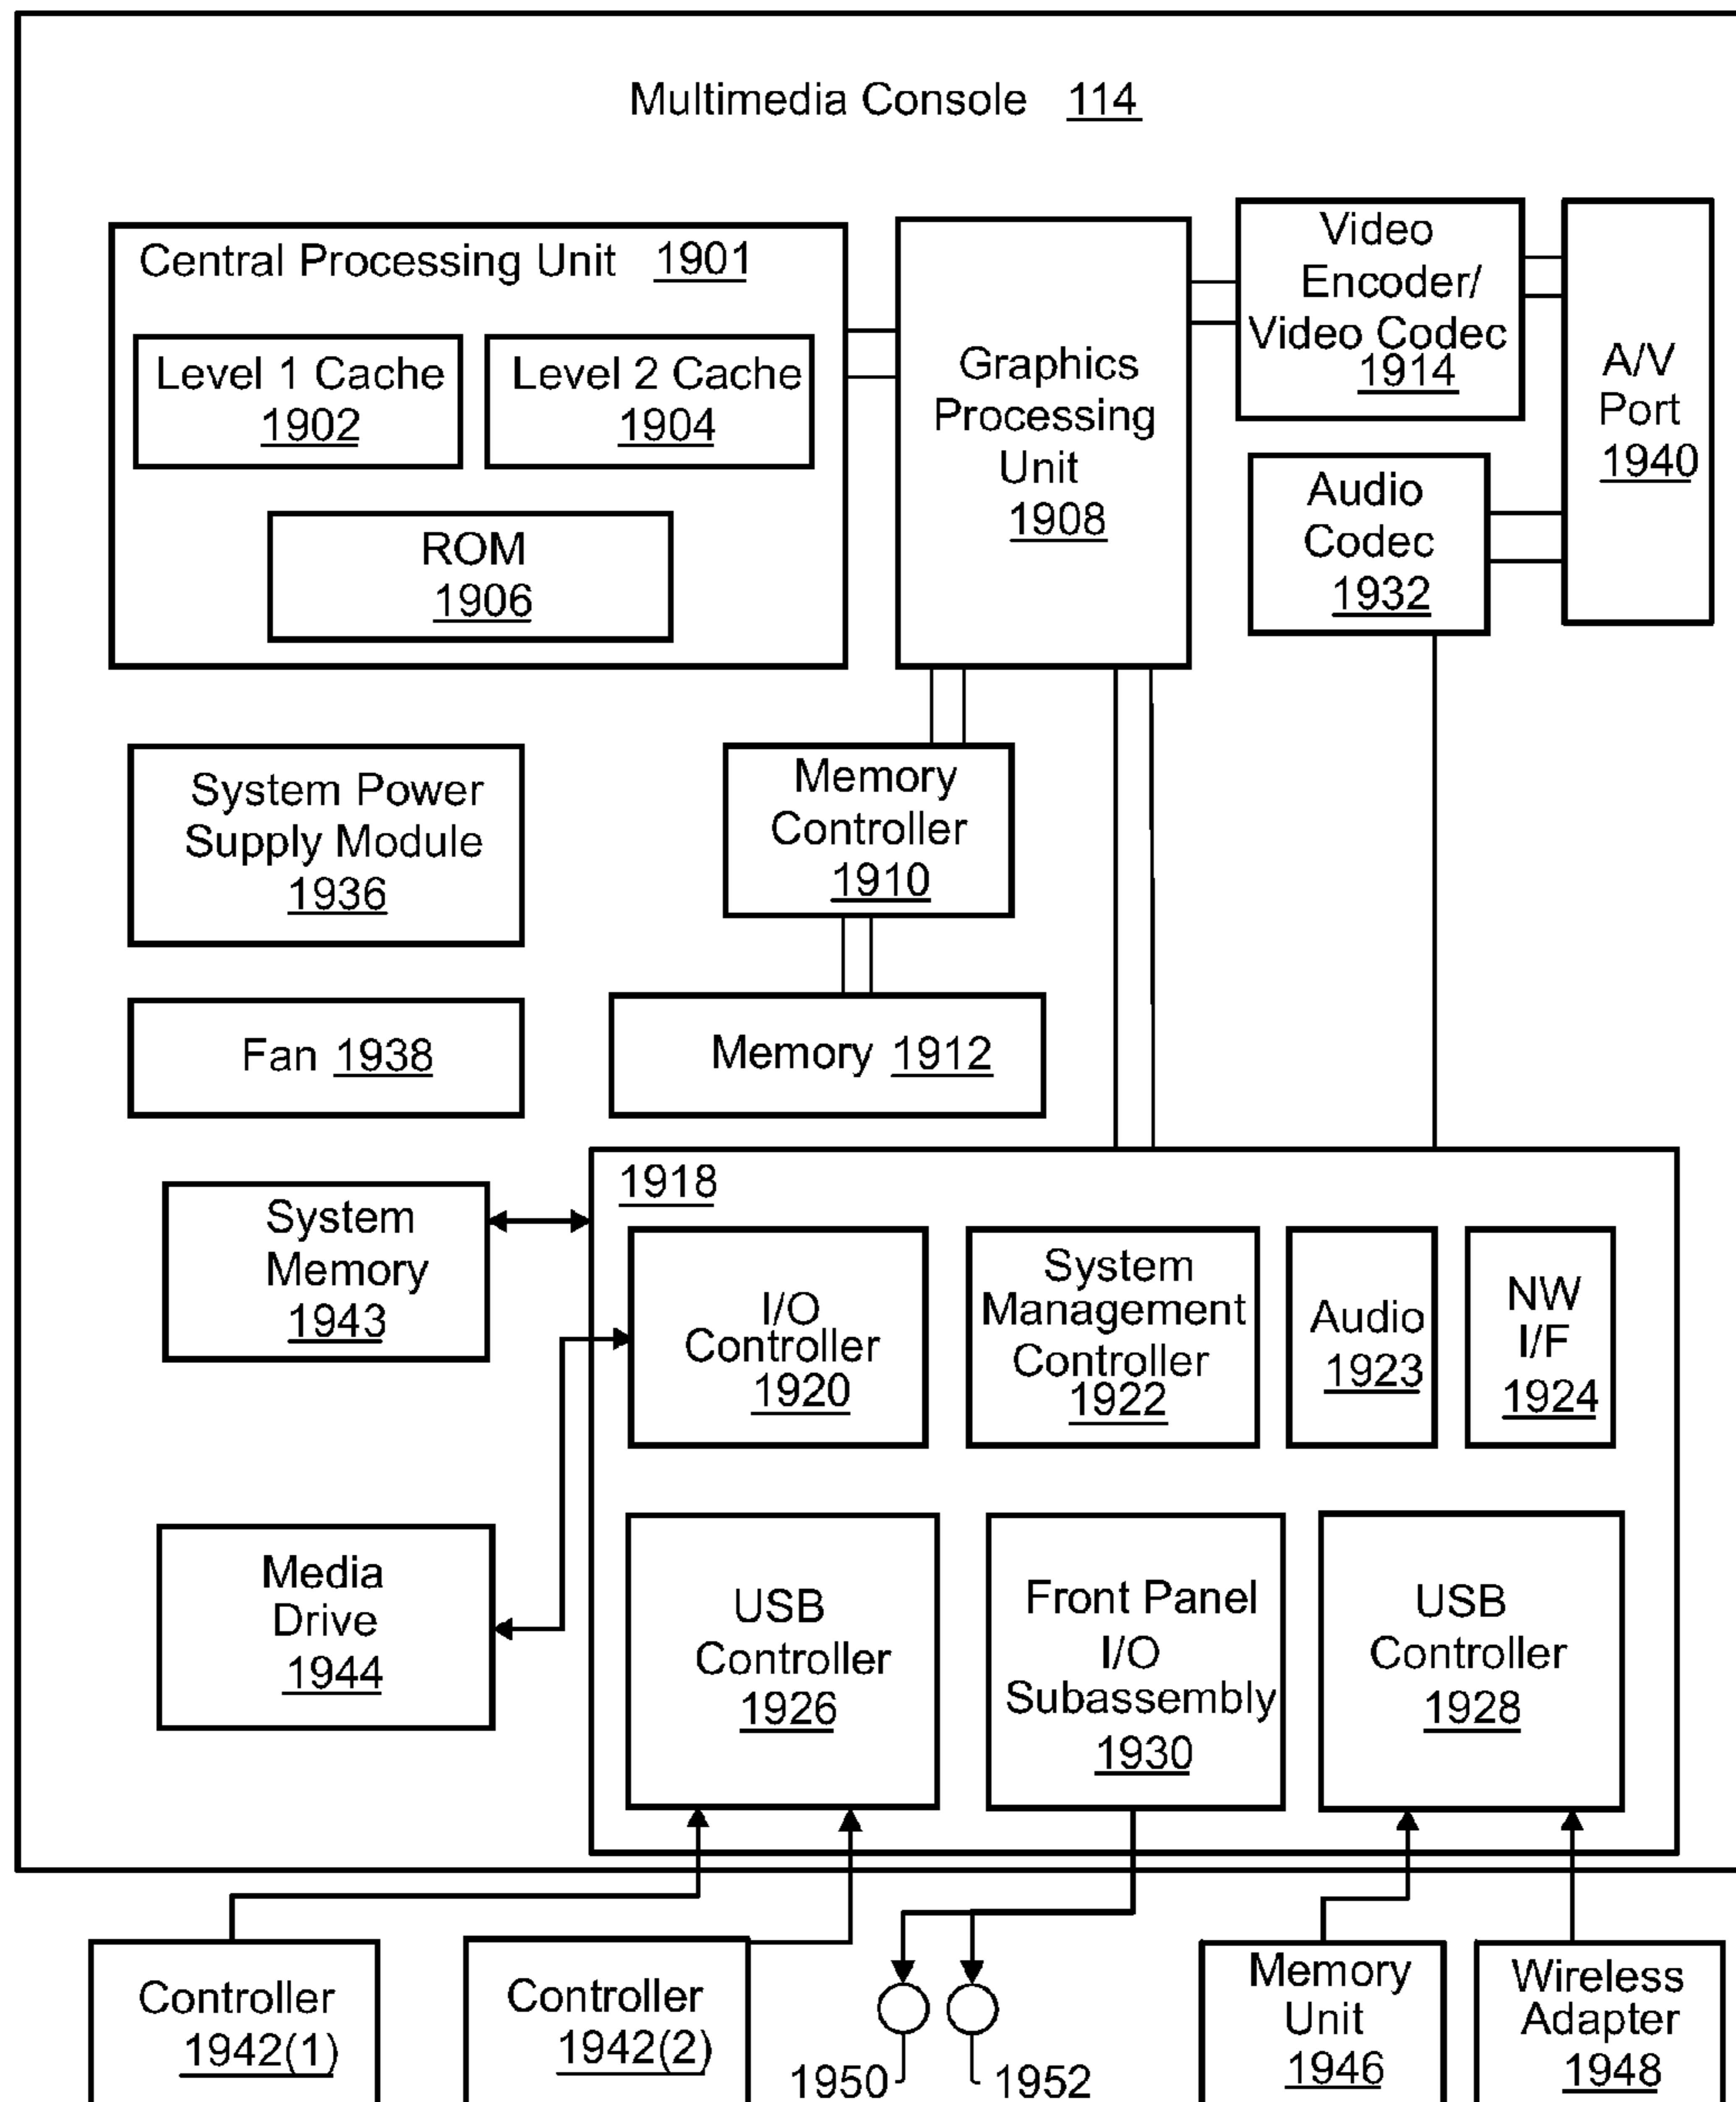 Multimedia Console 114
Central Processing Unit 1901
Level 1 Cache
1902
Level 2 Cache
1904
ROM
1906
Graphics
Processing
Unit
1908
Video
Encoder/
Video Codec
1914
A/V
Port
1940
Audio
Codec
1932
System Power
Supply Module
1936
Memory
Controller
1910
Fan 1938
Memory 1912
System
Memory
1943
1918
I/O
Controller
1920
System
Management
Controller
1922
Audio
1923
NW
I/F
1924
Media
Drive
1944
USB
Controller
1926
Front Panel
I/O
Subassembly
1930
USB
Controller
1928
Controller
1942(1)
Controller
1942(2)
1950
1952
Memory
Unit
1946
Wireless
Adapter
1948